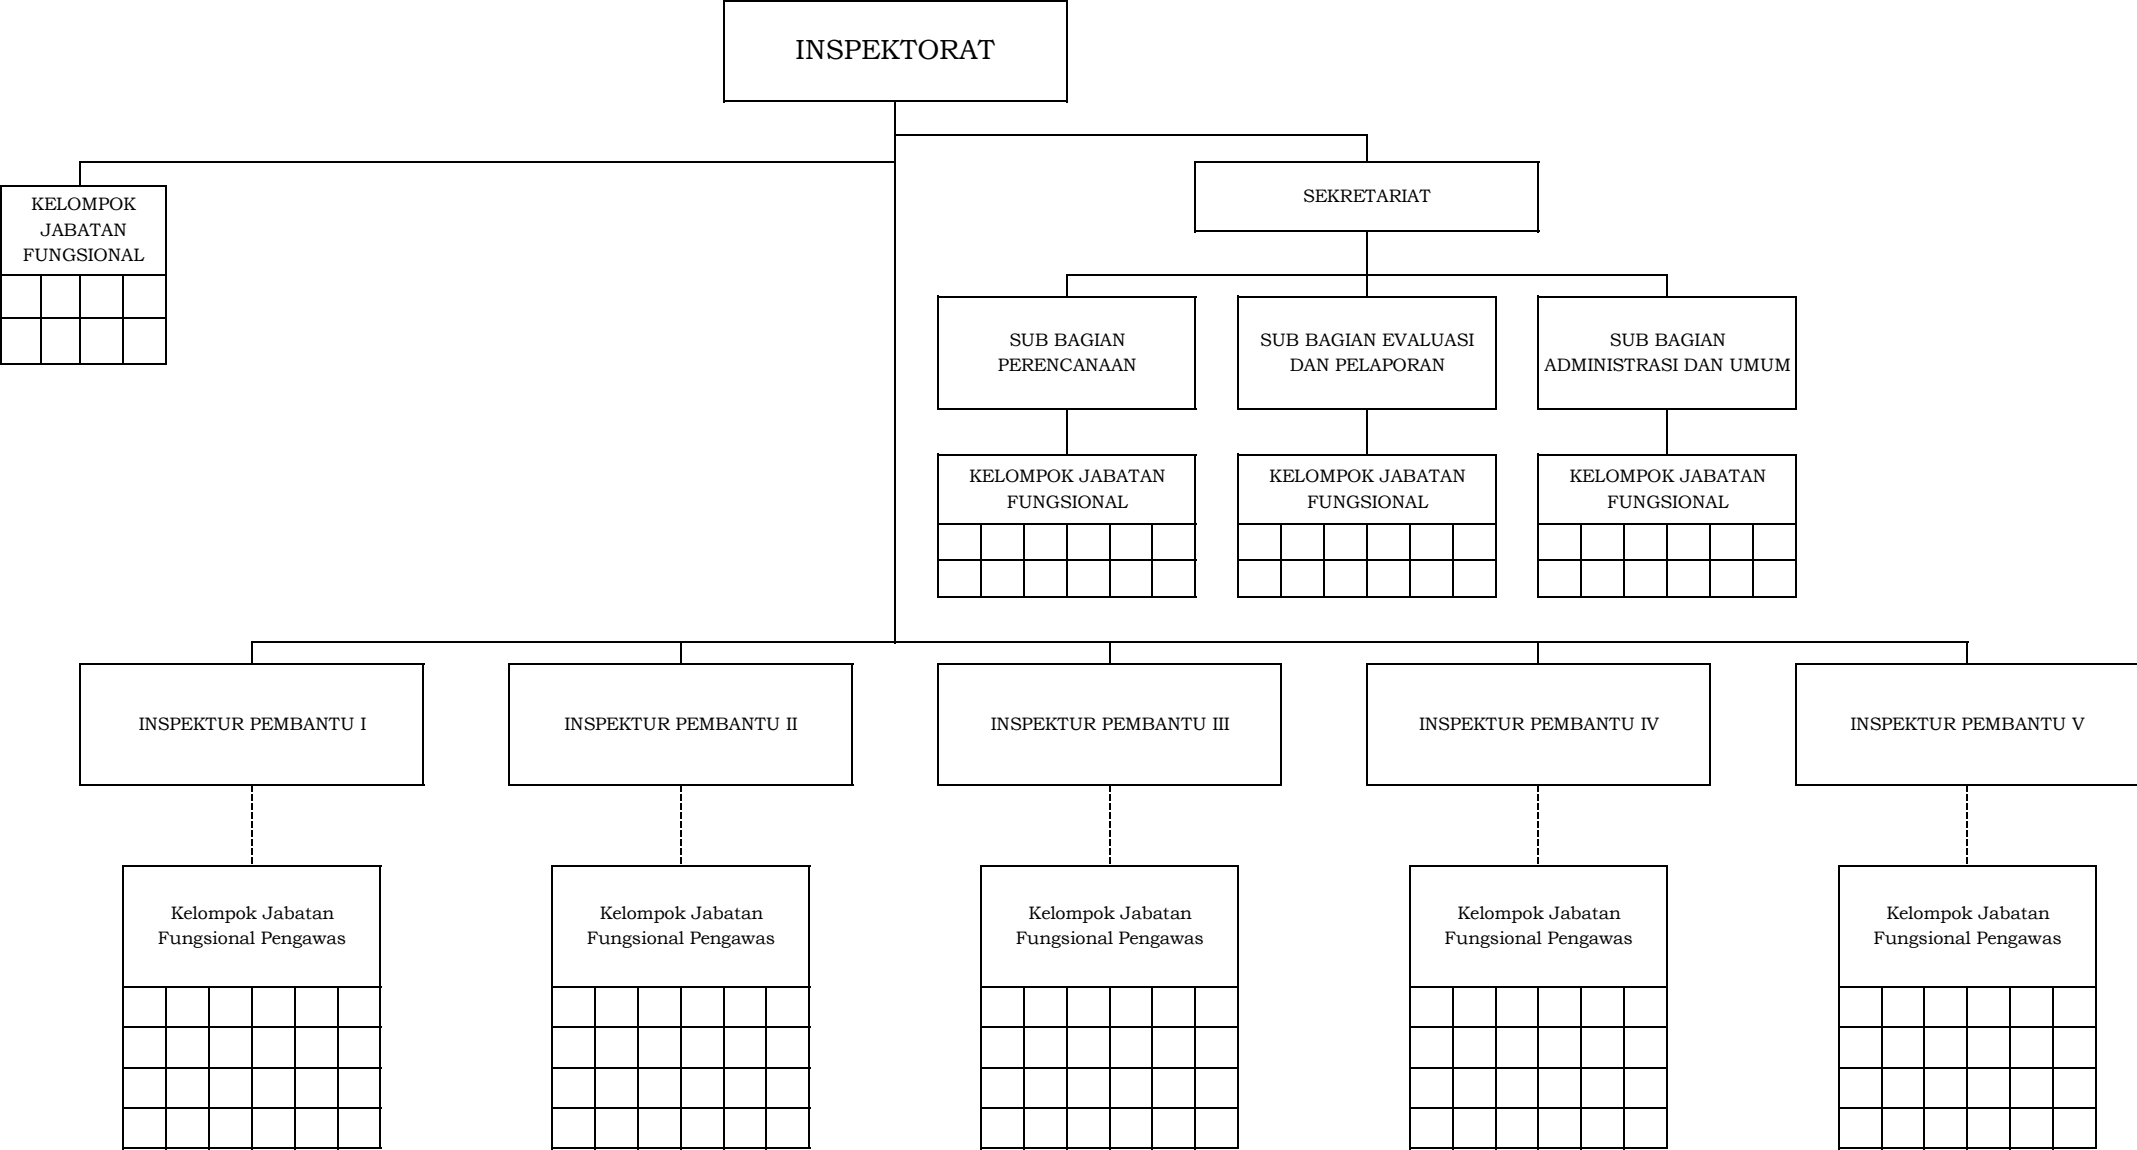 INSPEKTORAT
KELOMPOK
JABATAN
FUNGSIONAL
SEKRETARIAT
SUB BAGIAN
PERENCANAAN
SUB BAGIAN EVALUASI
DAN PELAPORAN
SUB BAGIAN
ADMINISTRASI DAN UMUM
KELOMPOK JABATAN
FUNGSIONAL
KELOMPOK JABATAN
FUNGSIONAL
KELOMPOK JABATAN
FUNGSIONAL
INSPEKTUR PEMBANTU I
INSPEKTUR PEMBANTU II
INSPEKTUR PEMBANTU III
INSPEKTUR PEMBANTU IV
INSPEKTUR PEMBANTU V
Kelompok Jabatan
Fungsional Pengawas
Kelompok Jabatan
Fungsional Pengawas
Kelompok Jabatan
Fungsional Pengawas
Kelompok Jabatan
Fungsional Pengawas
Kelompok Jabatan
Fungsional Pengawas